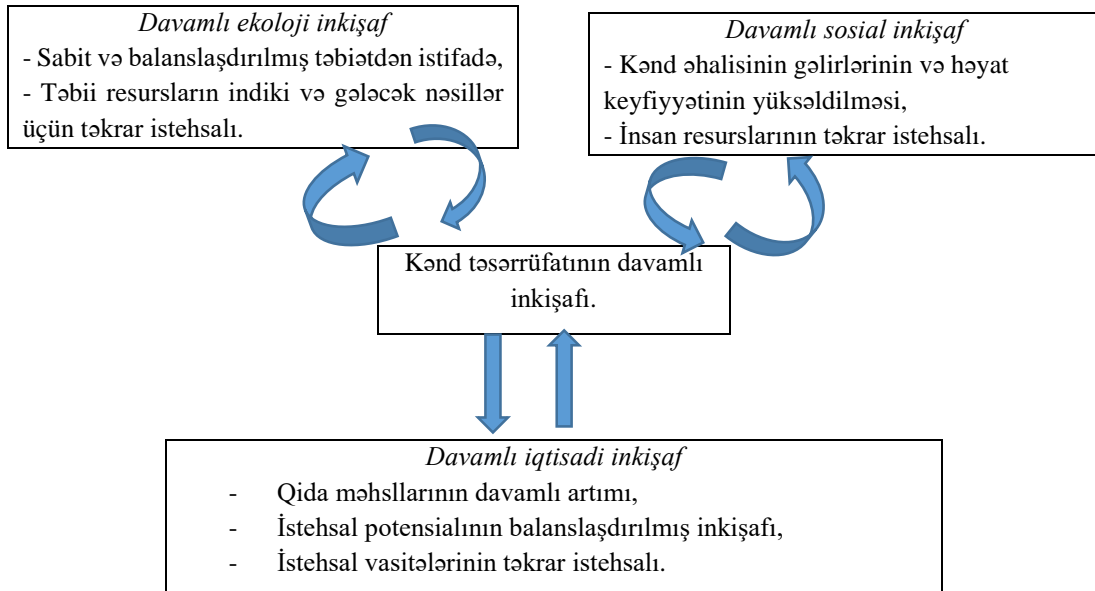 Davamlı ekoloji inkişaf
- Sabit və balanslaşdırılmış təbiətdən istifadə,
- Təbii resursların indiki və gələcək nəsillər
üçün təkrar istehsalı.
Davamlı sosial inkişaf
- Kənd əhalisinin gəlirlərinin və həyat
keyfiyyətinin yüksəldilməsi,
- İnsan resurslarının təkrar istehsalı.
Kənd təsərrüfatının davamlı
inkişafı.
Davamlı iqtisadi inkişaf
- Qida məhsllarının davamlı artımı,
- İstehsal potensialının balanslaşdırılmış inkişafı,
- İstehsal vasitələrinin təkrar istehsalı.